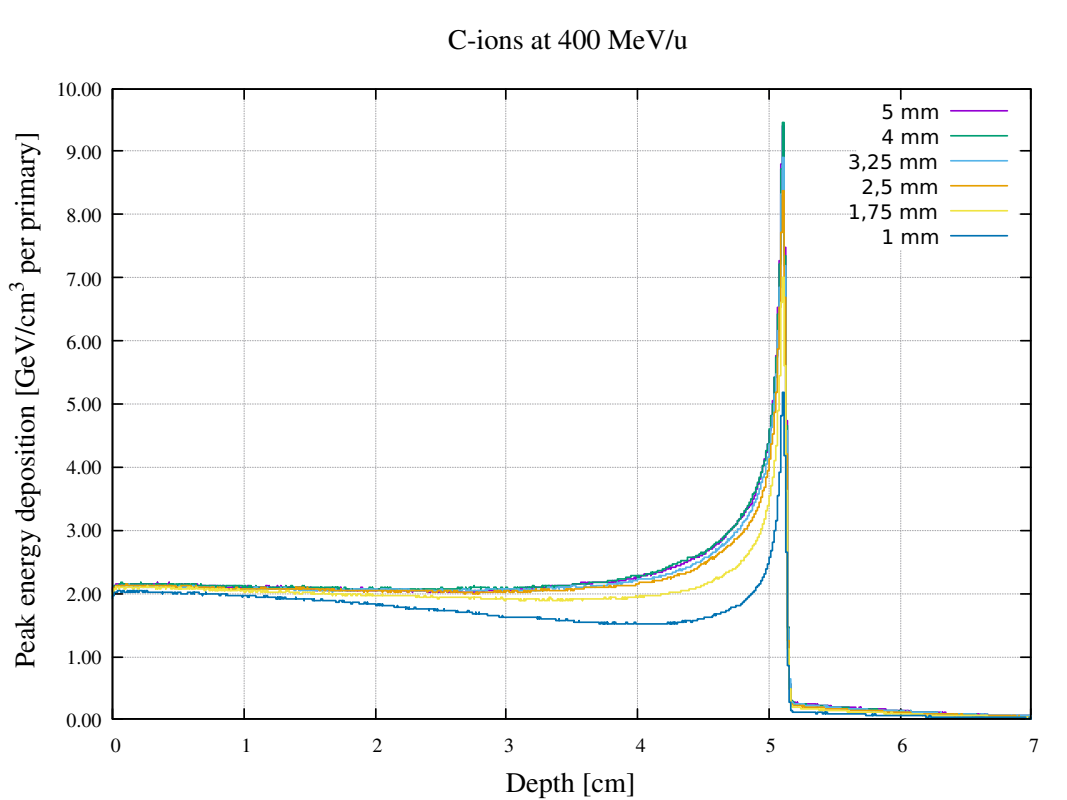 C-ions at 400 MeV/u
10.00
9.00
8.00
7.00
6.00
5.00
4.00
3.00
2.00
1.00
0.00
Peak energy deposition [GeV/cm³ per primary]
5 mm
4 mm
3,25 mm
2,5 mm
1,75 mm
1 mm
0 1 2 3 4 5 6 7
Depth [cm]